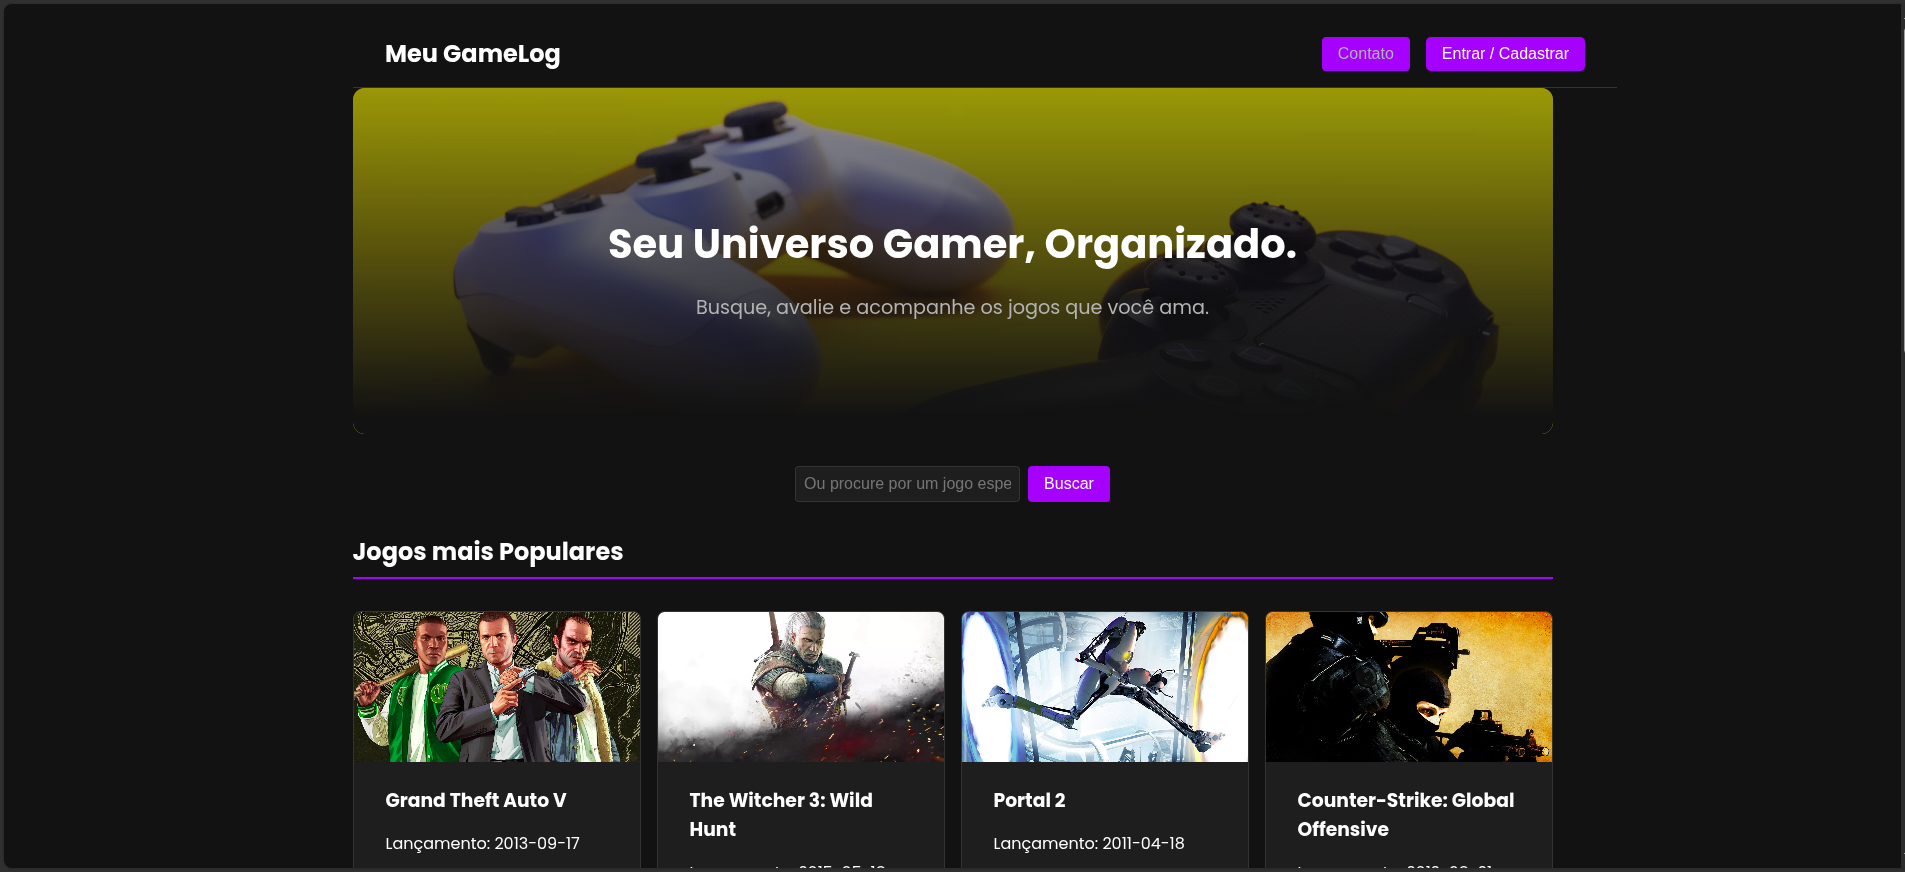 Meu GameLog
Contato
Entrar / Cadastrar
Seu Universo Gamer, Organizado.
Busque, avalie e acompanhe os jogos que você ama.
Ou procure por um jogo espe
Buscar
Jogos mais Populares
Grand Theft Auto V
Lançamento: 2013-09-17
The Witcher 3: Wild
Hunt
Portal 2
Lançamento: 2011-04-18
Counter-Strike: Global
Offensive